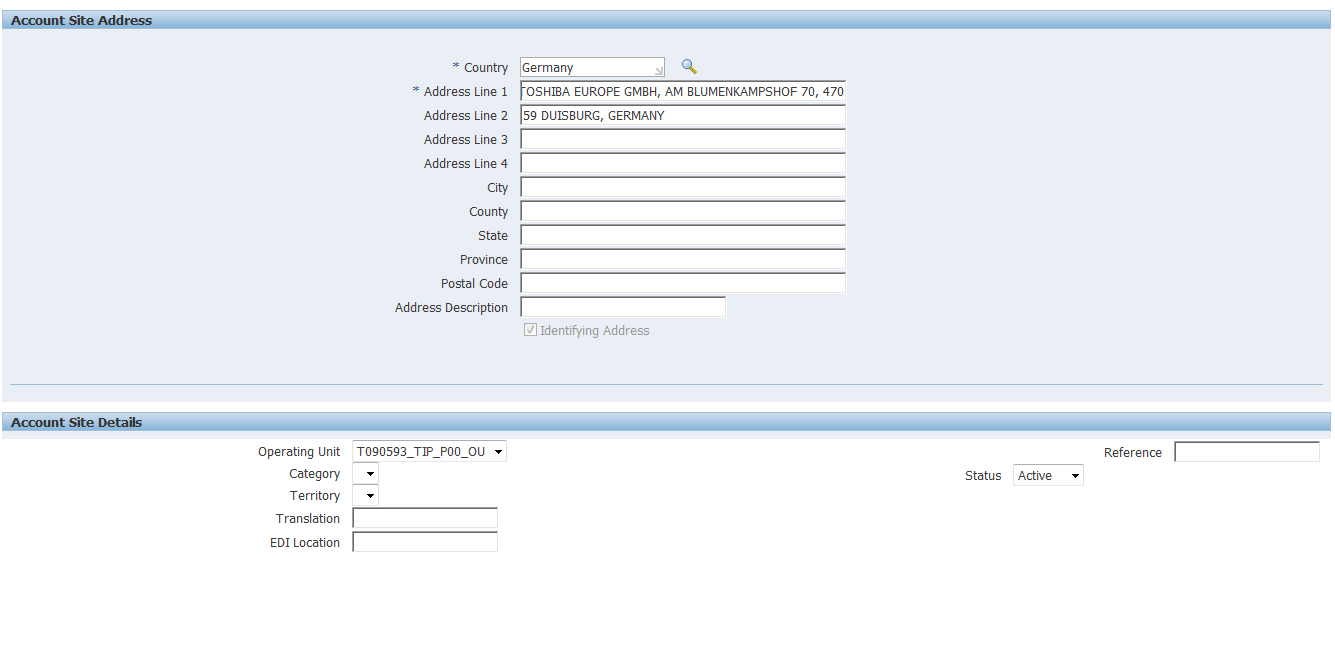 Account Site Address
* Country Germany
* Address Line 1 TOSHIBA EUROPE GMBH, AM BLUMENKAMPSHOF 70, 470
Address Line 2 59 DUISBURG, GERMANY
Address Line 3
Address Line 4
City
County
State
Province
Postal Code
Address Description
Identifying Address
Account Site Details
Operating Unit T090593_TIP_P00_OU Reference
Category Status Active
Territory
Translation
EDI Location